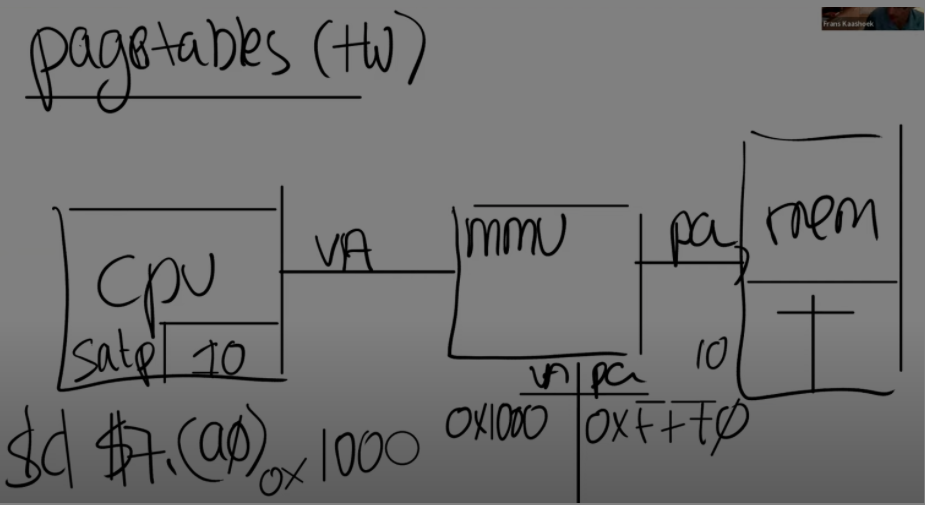 Frans Kaashoek
pagetables (HW)
VA
pa
mem
mmu
cpu
satp 10
10
VA pa
0x1000 0xFFF0
sd $7,(a0) 0x1000